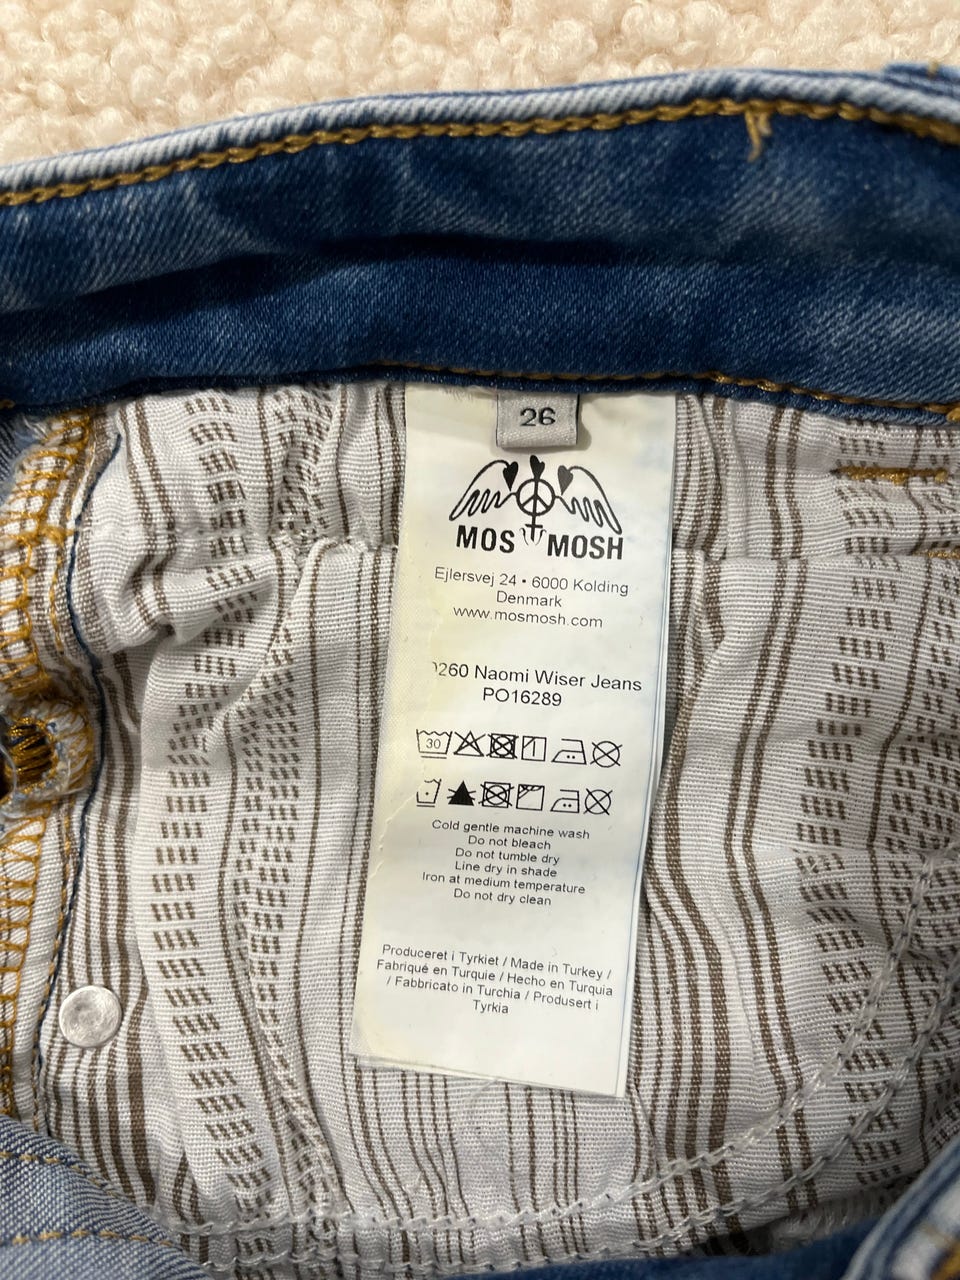 26
MOS MOSH
Ejlersvej 24 • 6000 Kolding
Denmark
www.mosmosh.com
260 Naomi Wiser Jeans
PO16289
30
Cold gentle machine wash
Do not bleach
Do not tumble dry
Line dry in shade
Iron at medium temperature
Do not dry clean
Produceret i Tyrkiet / Made in Turkey /
Fabriqué en Turquie / Hecho en Turquia
/ Fabbricato in Turchia / Produsert i
Tyrkia